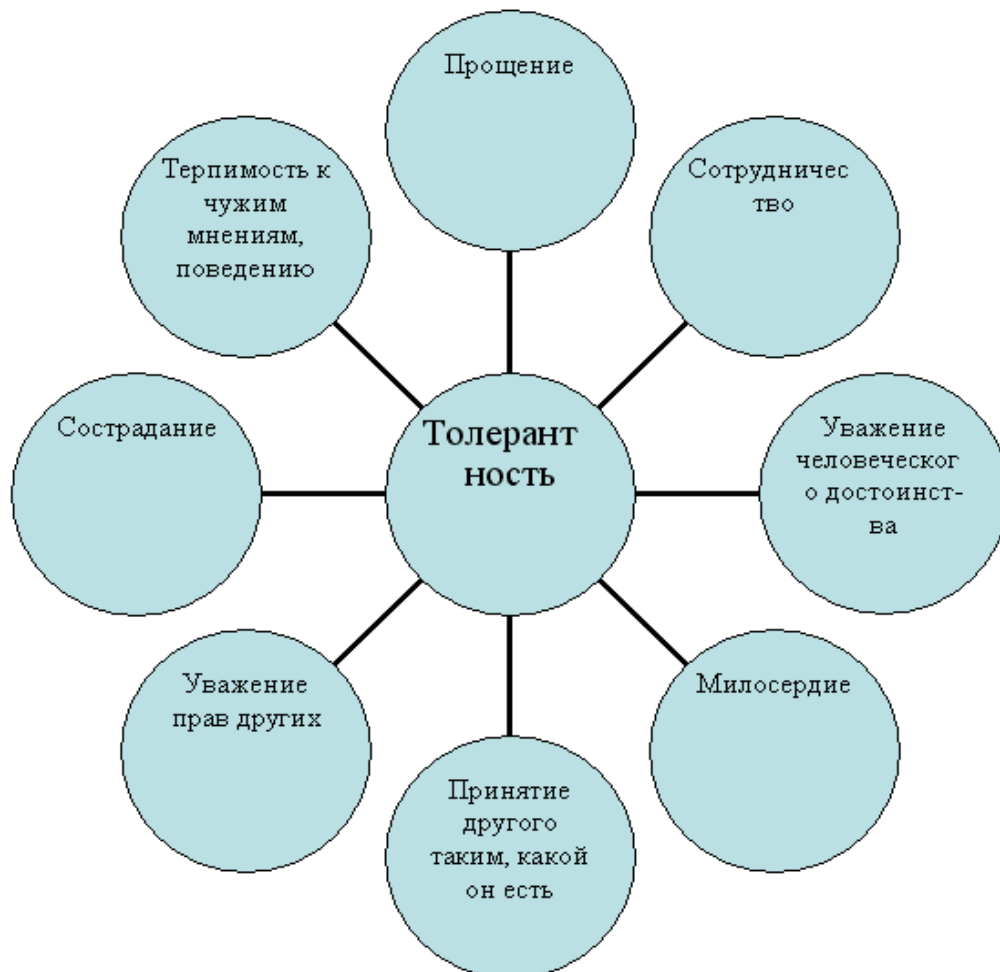 Прощение
Терпимость к
чужим
мнениям,
поведению
Сотрудничес
тво
Сострадание
Толерант
ность
Уважение
человеческог
о достоинст-
ва
Уважение
прав других
Милосердие
Принятие
другого
таким, какой
он есть